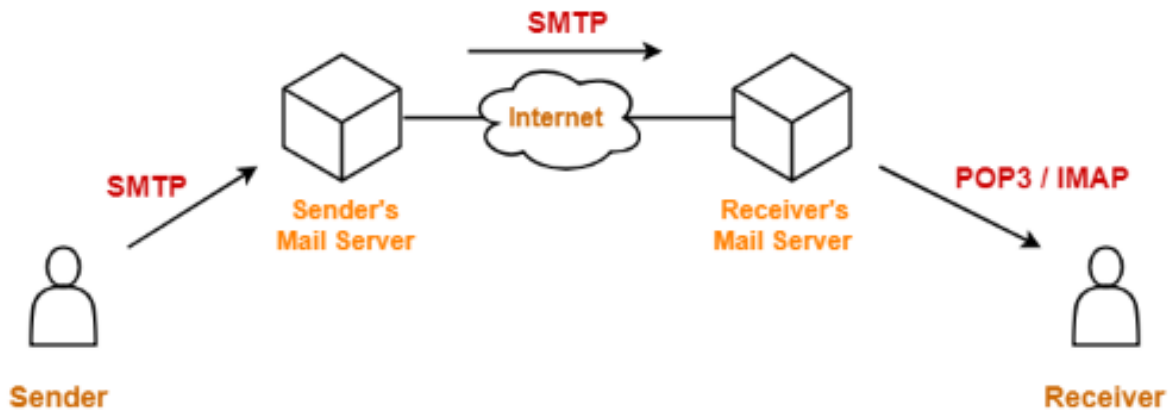 SMTP
Internet
SMTP
POP3 / IMAP
Sender's
Mail Server
Receiver's
Mail Server
Sender
Receiver